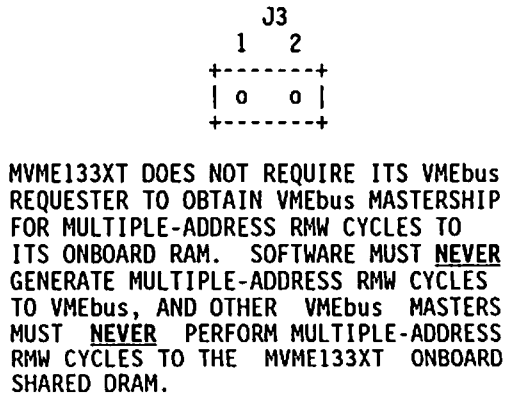 J3
1 2
+-------+
| o o |
+-------+
MVME133XT DOES NOT REQUIRE ITS VMEbus
REQUESTER TO OBTAIN VMEbus MASTERSHIP
FOR MULTIPLE-ADDRESS RMW CYCLES TO
ITS ONBOARD RAM. SOFTWARE MUST NEVER
GENERATE MULTIPLE-ADDRESS RMW CYCLES
TO VMEbus, AND OTHER VMEbus MASTERS
MUST NEVER PERFORM MULTIPLE-ADDRESS
RMW CYCLES TO THE MVME133XT ONBOARD
SHARED DRAM.